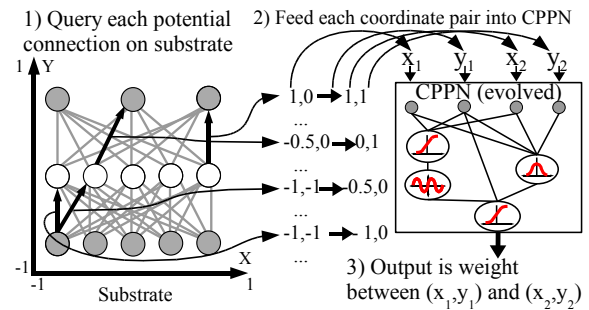 1) Query each potential
connection on substrate
2) Feed each coordinate pair into CPPN
1
Y
X
-1
-1
1
Substrate
1,0 1,1
...
-0.5,0 0,1
...
-1,-1 -0.5,0
...
-1,-1 -1,0
...
x1 y1 x2 y2
CPPN (evolved)
3) Output is weight
between (x1,y1) and (x2,y2)